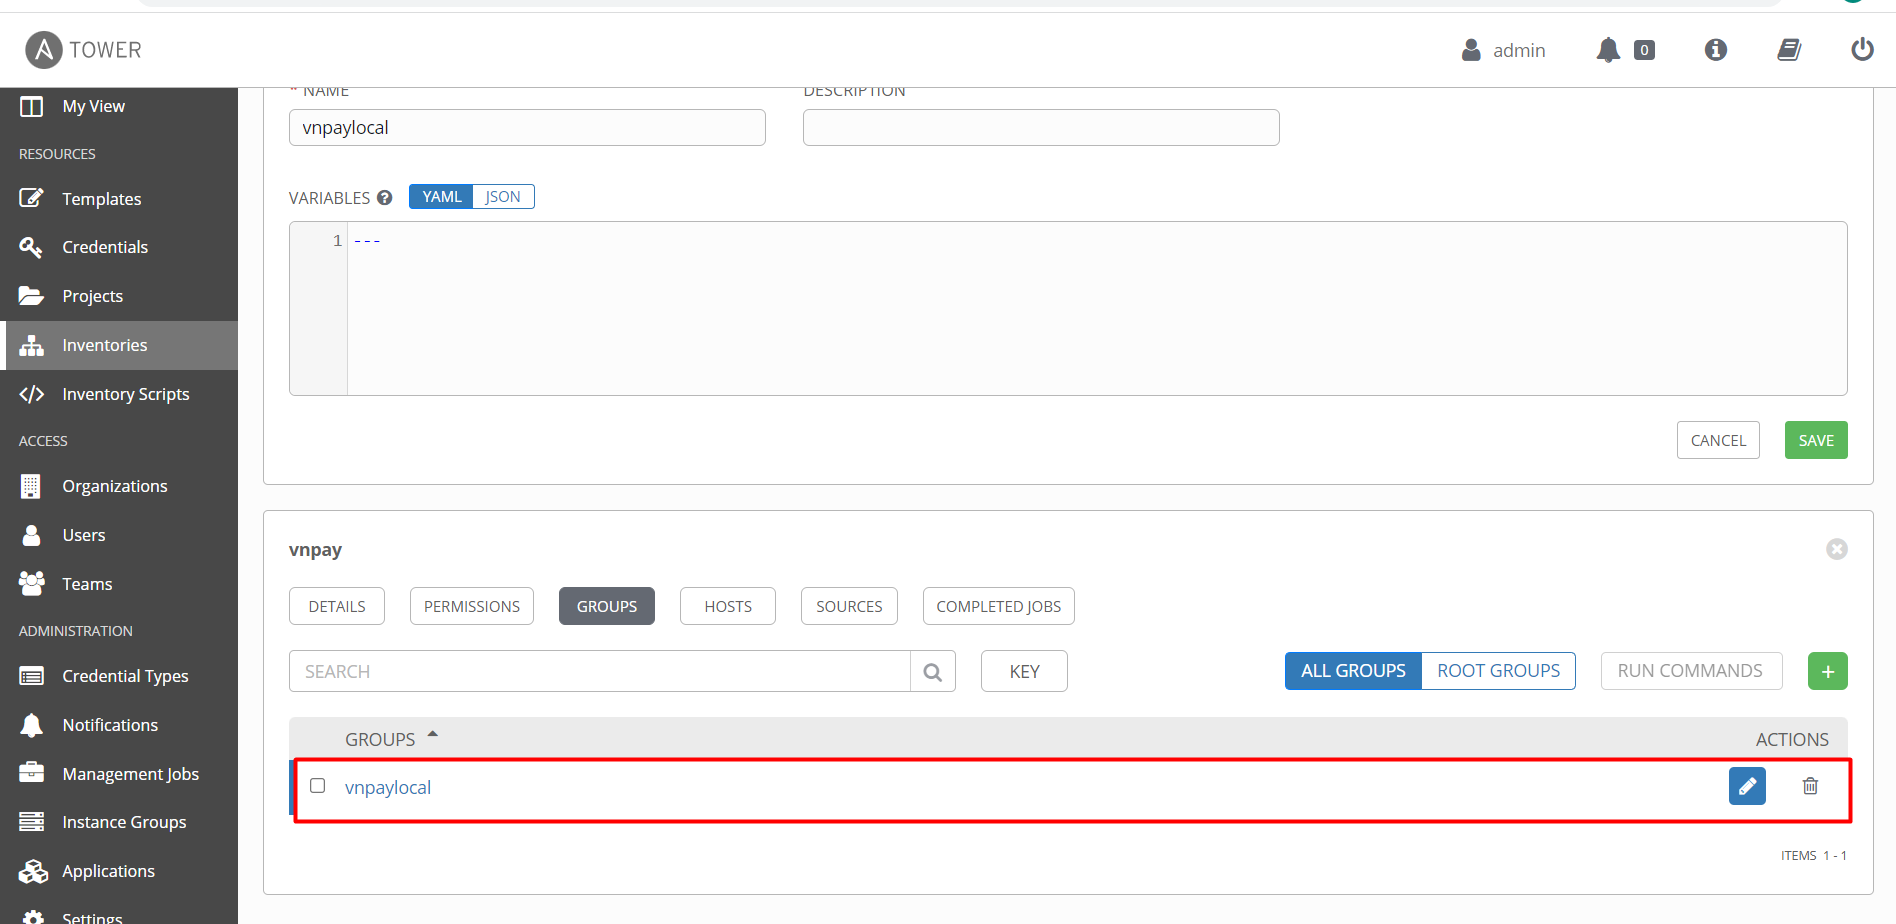 TOWER
admin
0
My View
RESOURCES
Templates
Credentials
Projects
Inventories
Inventory Scripts
ACCESS
Organizations
Users
Teams
ADMINISTRATION
Credential Types
Notifications
Management Jobs
Instance Groups
Applications
Settings
* NAME
DESCRIPTION
vnpaylocal
VARIABLES ? YAML JSON
1 ---
CANCEL SAVE
vnpay
DETAILS PERMISSIONS GROUPS HOSTS SOURCES COMPLETED JOBS
SEARCH KEY ALL GROUPS ROOT GROUPS RUN COMMANDS +
GROUPS ACTIONS
vnpaylocal
ITEMS 1 - 1